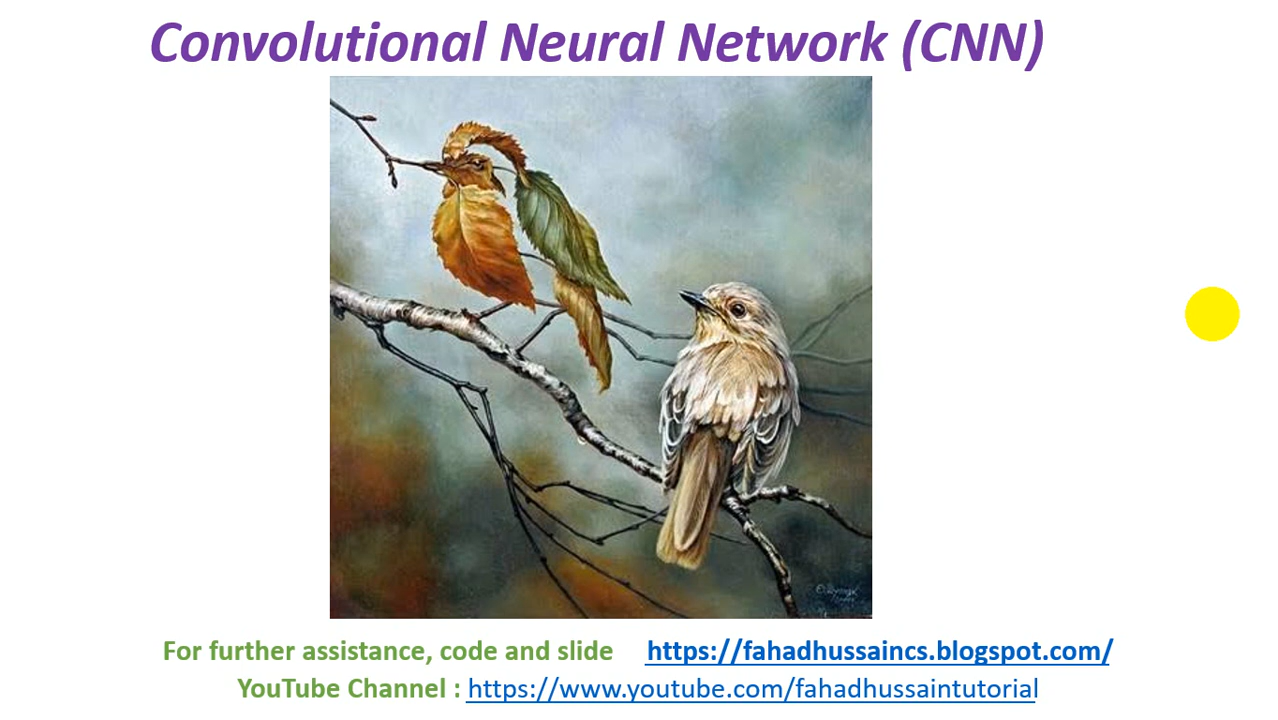 Convolutional Neural Network (CNN)
For further assistance, code and slide https://fahadhussaincs.blogspot.com/
YouTube Channel : https://www.youtube.com/fahadhussaintutorial